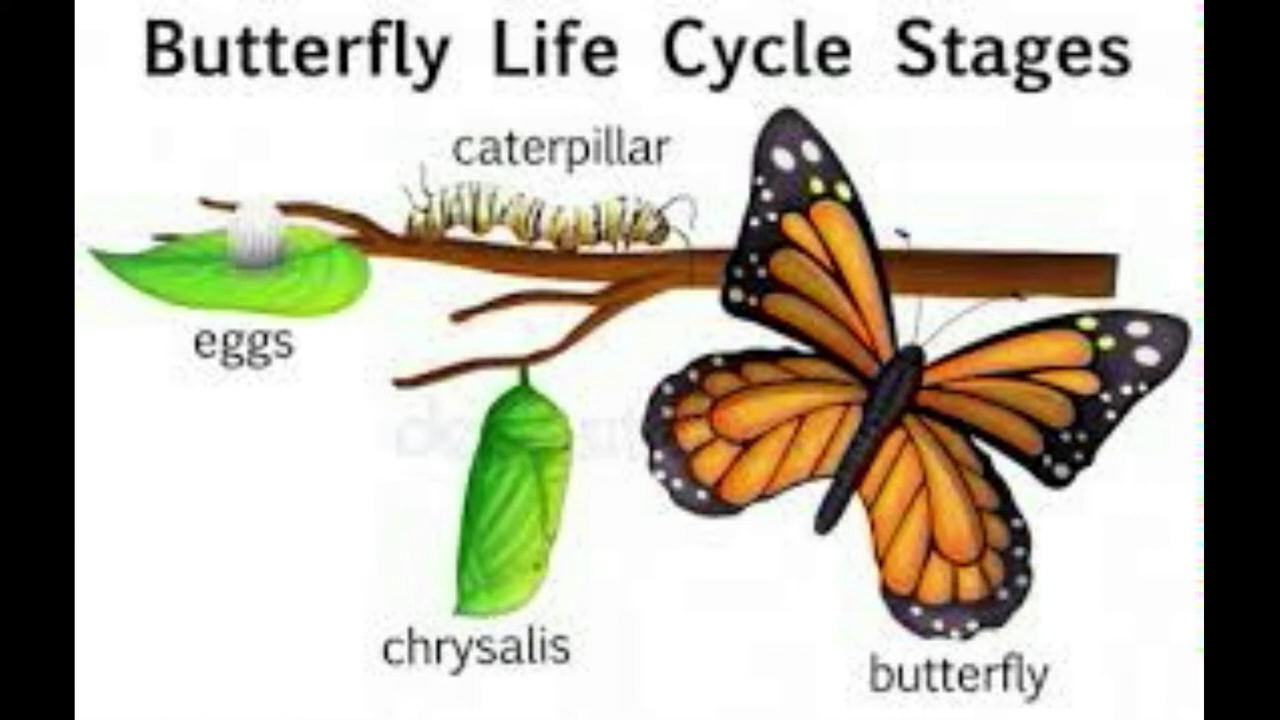 Butterfly Life Cycle Stages
caterpillar
eggs
chrysalis
butterfly